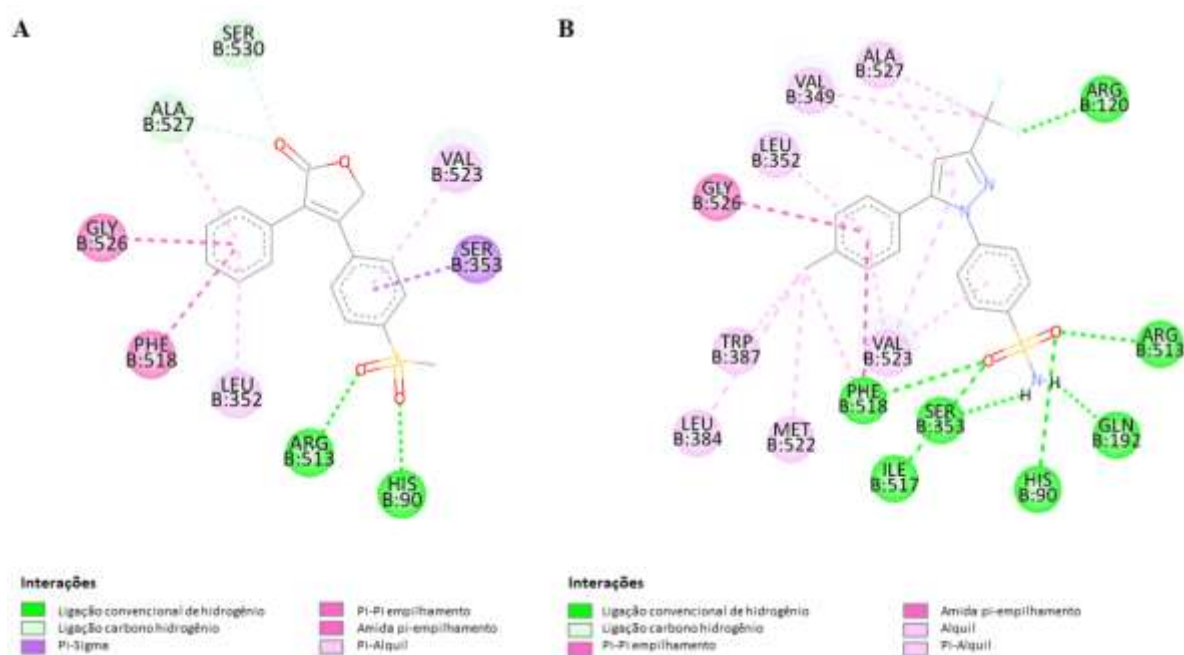 A
SER
B:530
ALA
B:527
VAL
B:523
GLY
B:526
SER
B:353
PHE
B:518
LEU
B:352
O
O
S
O
O
ARG
B:513
HIS
B:90
B
ALA
B:527
VAL
B:349
ARG
B:120
LEU
B:352
GLY
B:526
N
N
TRP
B:387
VAL
B:523
PHE
B:518
O
S
O
ARG
B:513
N
H
H
SER
B:353
GLN
B:192
LEU
B:384
MET
B:522
ILE
B:517
HIS
B:90
Interações
Ligação convencional de hidrogênio
Ligação carbono hidrogênio
Pi-Sigma
Pi-Pi empilhamento
Amida pi-empilhamento
Pi-Alquil
Interações
Ligação convencional de hidrogênio
Ligação carbono hidrogênio
Pi-Pi empilhamento
Amida pi-empilhamento
Alquil
Pi-Alquil